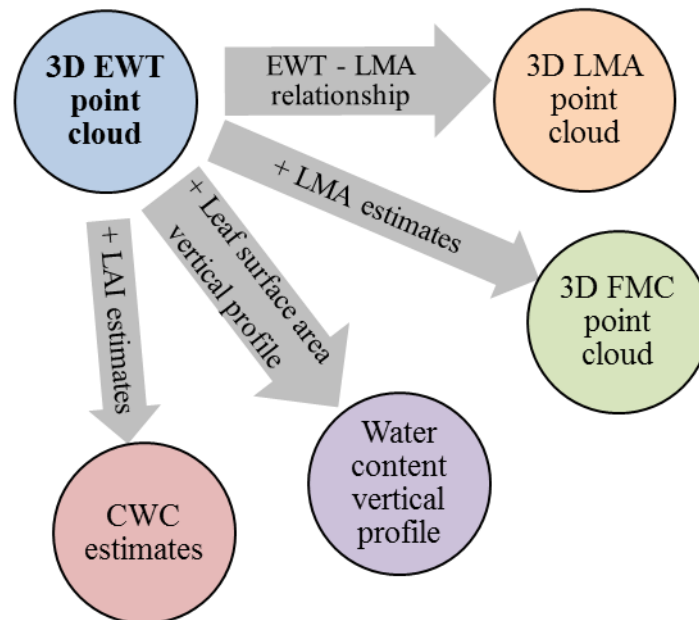 3D EWT
point
cloud
EWT - LMA
relationship
3D LMA
point
cloud
+ LMA estimates
3D FMC
point
cloud
+ Leaf surface area
vertical profile
Water
content
vertical
profile
+ LAI estimates
CWC
estimates